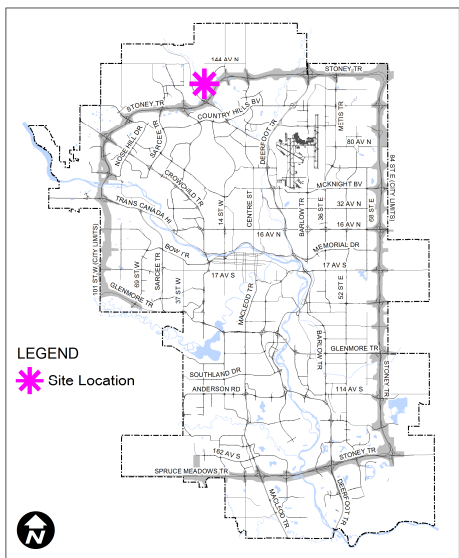 144 AV N
STONEY TR
STONEY TR
COUNTRY HILLS BV
NOSE HILL DR
SARCEE TR
DEERFOOT TR
METIS TR
80 AV N
CROWCHILD TR
MCKNIGHT BV
84 ST E (CITY LIMITS)
TRANS CANADA HI
14 ST W
CENTRE ST
BARLOW TR
36 ST E
32 AV N
68 ST E
16 AV N
16 AV N
101 ST W (CITY LIMITS)
BOW TR
MEMORIAL DR
69 ST W
SARCEE TR
37 ST W
17 AV S
17 AV S
GLENMORE TR
MACLEOD TR
52 ST E
BARLOW TR
GLENMORE TR
LEGEND
Site Location
SOUTHLAND DR
ANDERSON RD
114 AV S
STONEY TR
162 AV S
STONEY TR
SPRUCE MEADOWS TR
MACLEOD TR
DEERFOOT TR
N